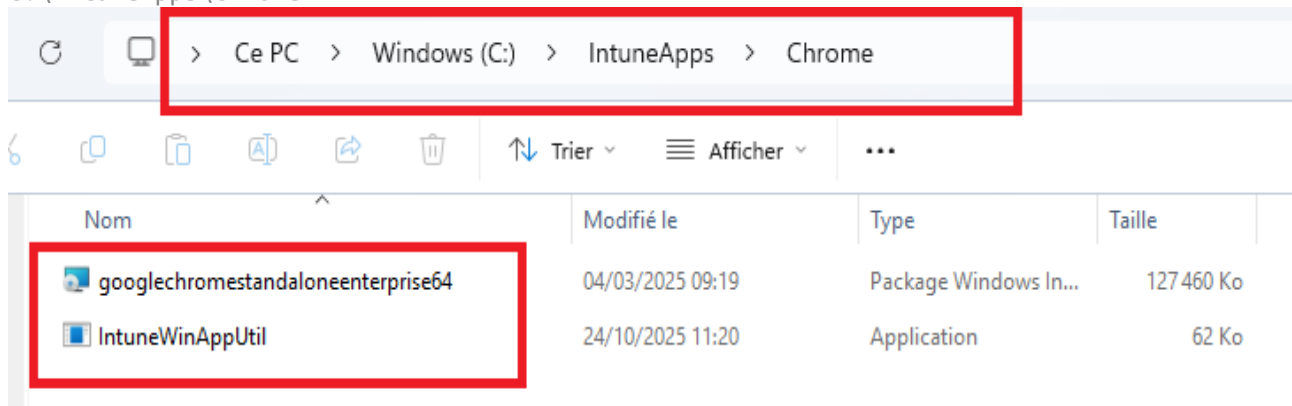 Ce PC > Windows (C:) > IntuneApps > Chrome
Trier Afficher ...
Nom Modifié le Type Taille
googlechromestandaloneenterprise64 04/03/2025 09:19 Package Windows In... 127 460 Ko
IntuneWinAppUtil 24/10/2025 11:20 Application 62 Ko